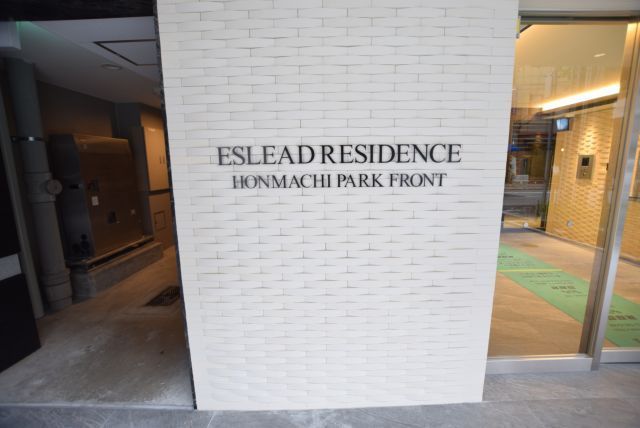 ESLEAD RESIDENCE
HONMACHI PARK FRONT